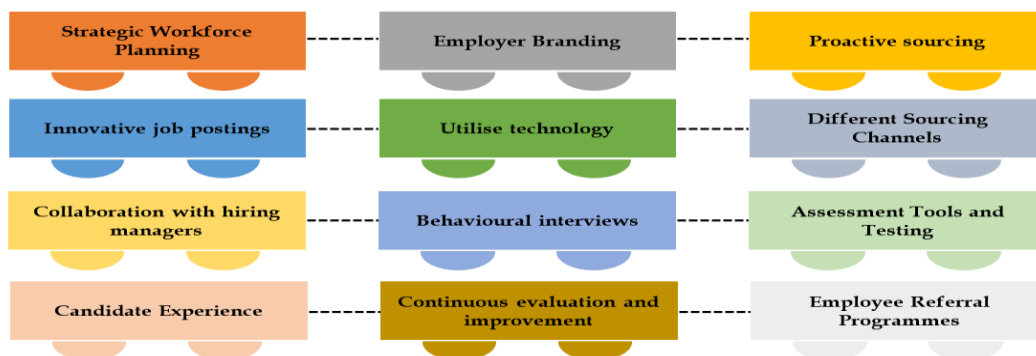 Strategic Workforce
Planning
Employer Branding
Proactive sourcing
Innovative job postings
Utilise technology
Different Sourcing
Channels
Collaboration with hiring
managers
Behavioural interviews
Assessment Tools and
Testing
Candidate Experience
Continuous evaluation and
improvement
Employee Referral
Programmes